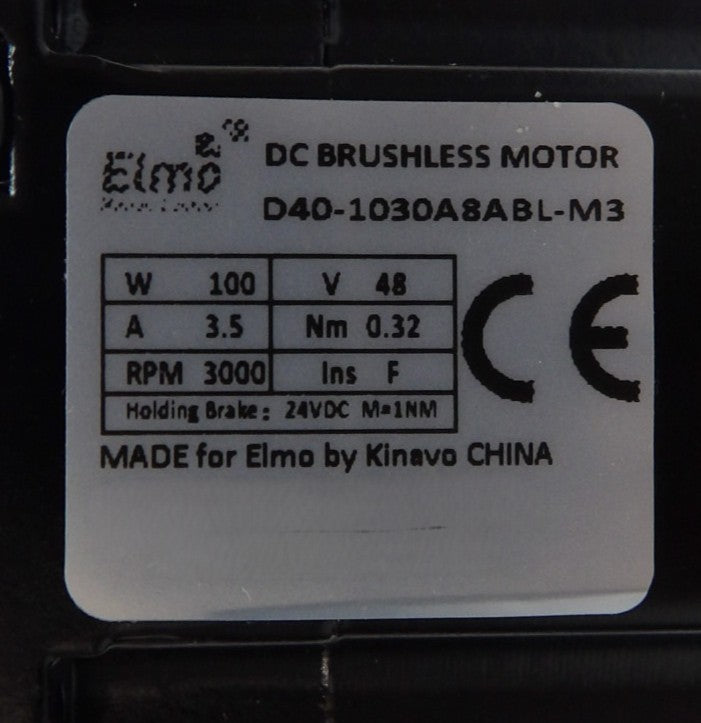 Elmo
DC BRUSHLESS MOTOR
D40-1030A8ABL-M3
W 100 V 48
A 3.5 Nm 0.32
RPM 3000 Ins F
Holding Brake: 24VDC M=1NM
CE
MADE for Elmo by Kinavo CHINA